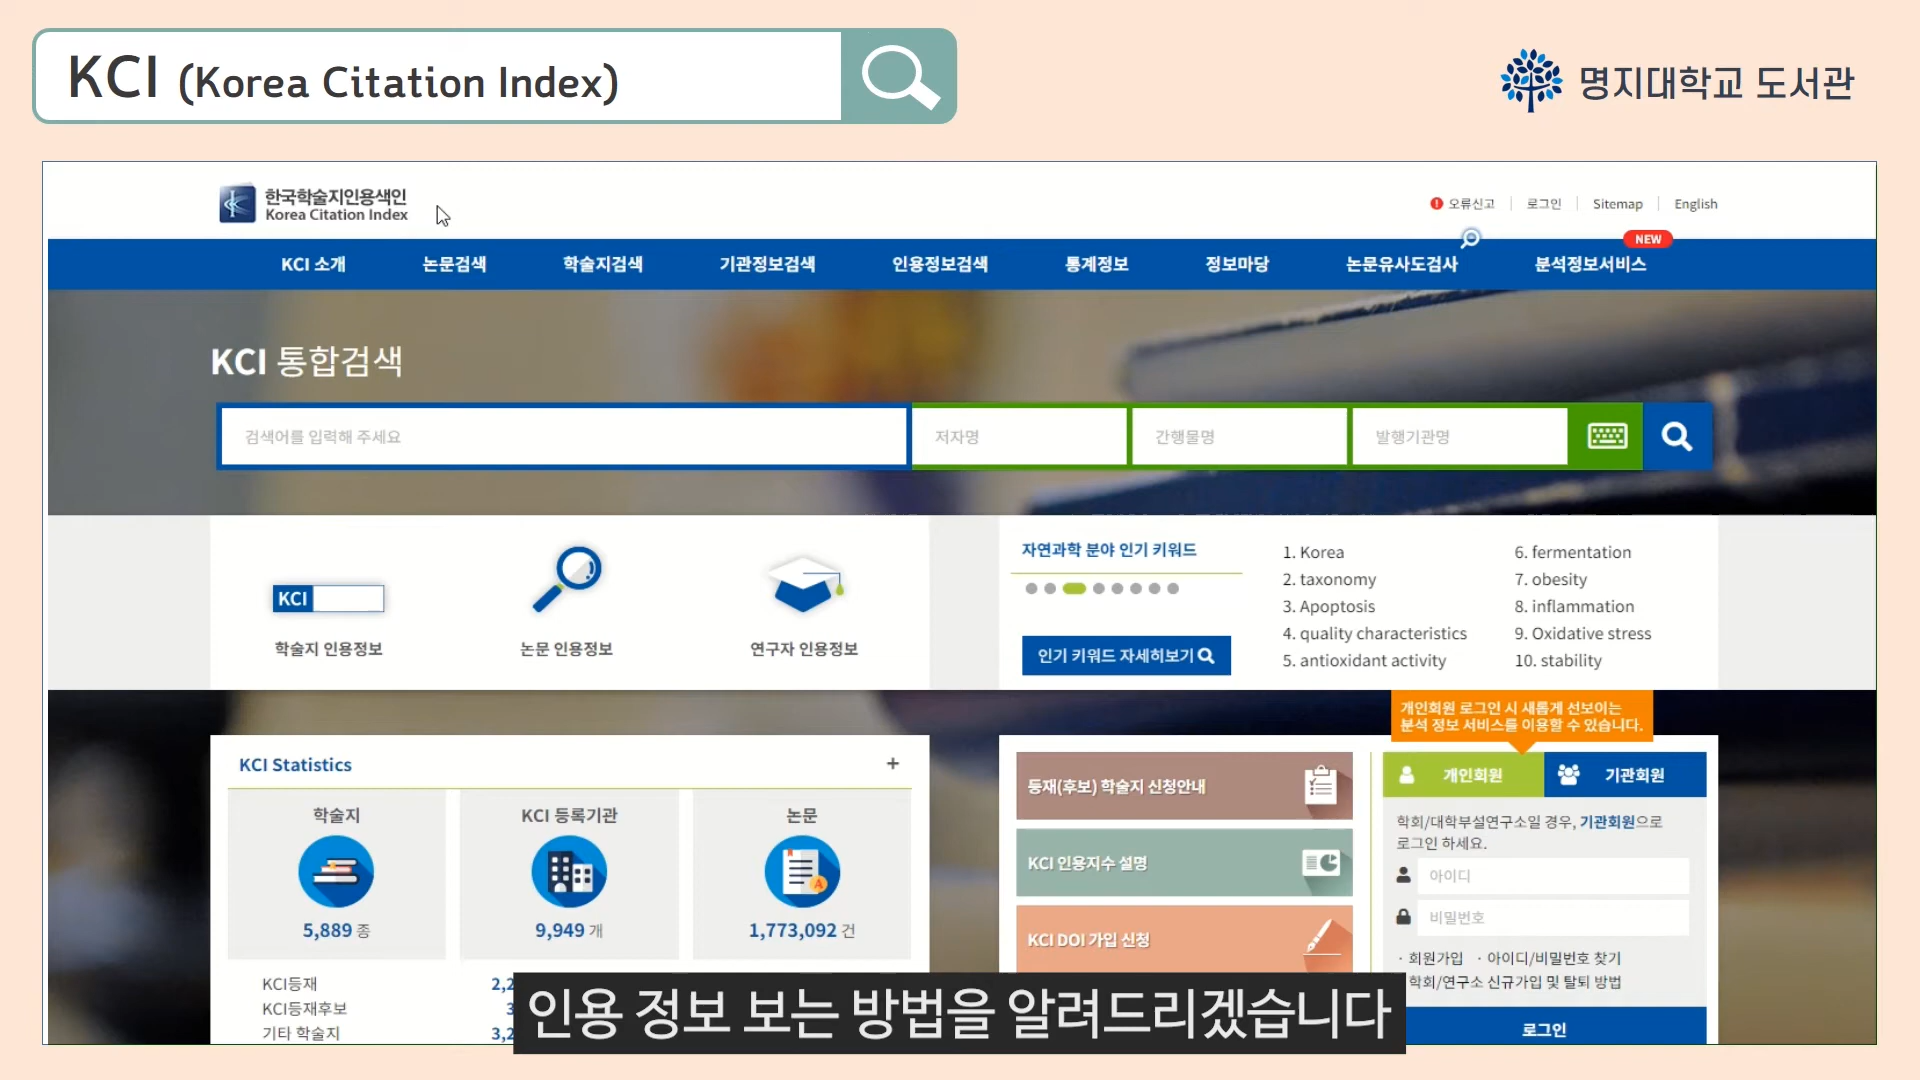 KCI (Korea Citation Index)
명지대학교 도서관
한국학술지인용색인
Korea Citation Index
오류신고
로그인
Sitemap
English
NEW
KCI 소개
논문검색
학술지검색
기관정보검색
인용정보검색
통계정보
정보마당
논문유사도검사
분석정보서비스
KCI 통합검색
검색어를 입력해 주세요
저자명
간행물명
발행기관명
KCI
학술지 인용정보
논문 인용정보
연구자 인용정보
자연과학 분야 인기 키워드
인기 키워드 자세히보기
1. Korea
2. taxonomy
3. Apoptosis
4. quality characteristics
5. antioxidant activity
6. fermentation
7. obesity
8. inflammation
9. Oxidative stress
10. stability
개인회원 로그인 시 새롭게 선보이는
분석 정보 서비스를 이용할 수 있습니다.
KCI Statistics
+
학술지
5,889 종
KCI 등록기관
9,949 개
논문
1,773,092 건
KCI등재
2,2
KCI등재후보
3
기타 학술지
3,2
등재(후보) 학술지 신청안내
KCI 인용지수 설명
KCI DOI 가입 신청
개인회원
기관회원
학회/대학부설연구소일 경우, 기관회원으로
로그인 하세요.
아이디
비밀번호
· 회원가입 · 아이디/비밀번호 찾기
학회/연구소 신규가입 및 탈퇴 방법
로그인
인용 정보 보는 방법을 알려드리겠습니다